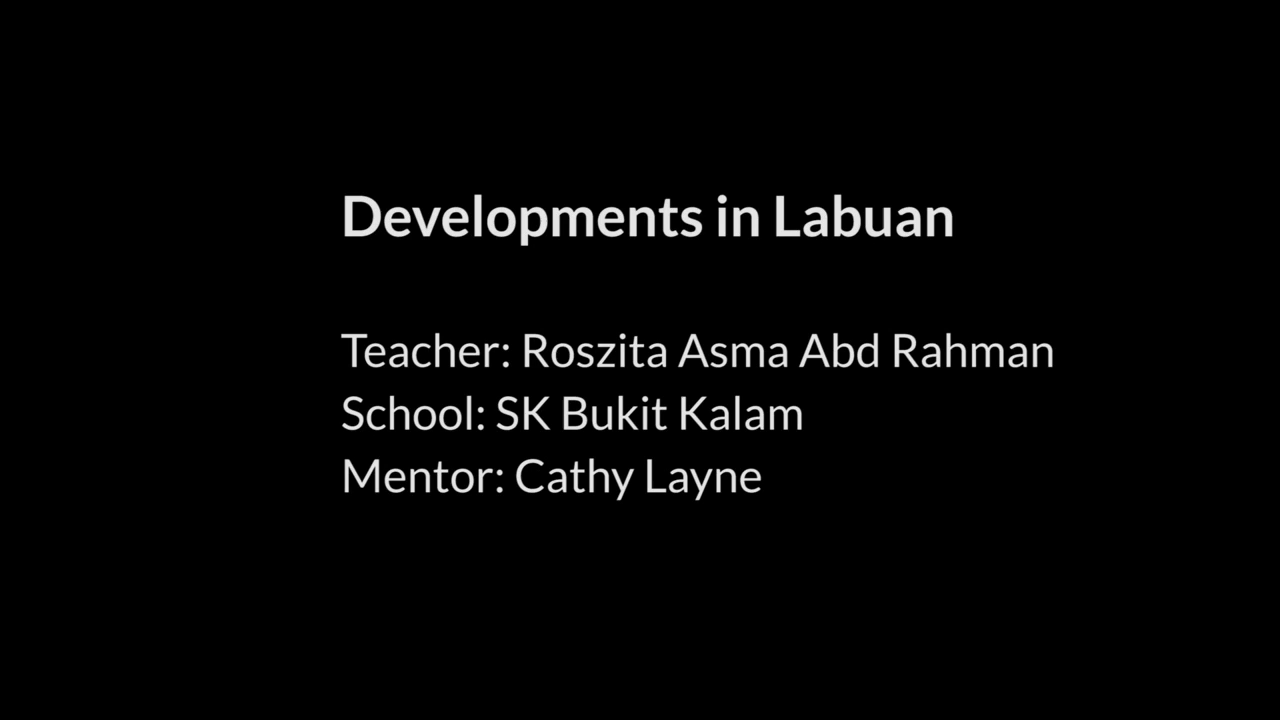 Developments in Labuan
Teacher: Roszita Asma Abd Rahman
School: SK Bukit Kalam
Mentor: Cathy Layne